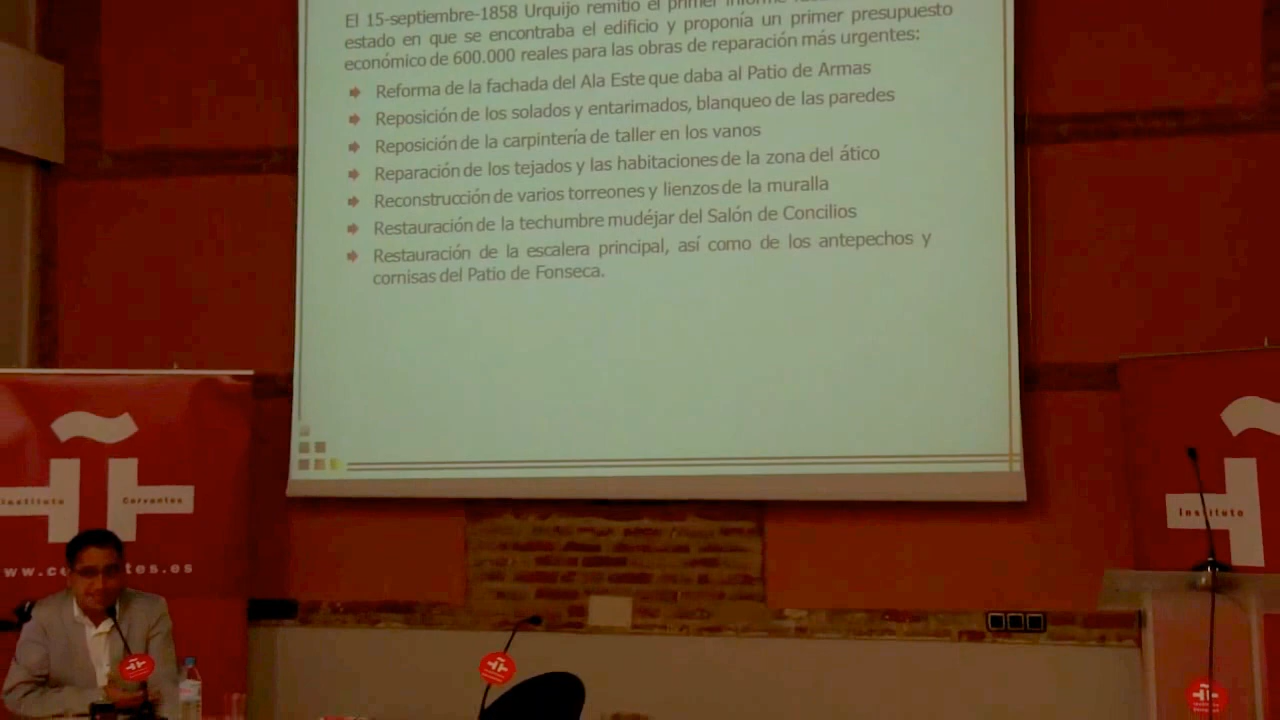 El 15-septiembre-1858 Urquijo remitió el primer informe
estado en que se encontraba el edificio y proponía un primer presupuesto
económico de 600.000 reales para las obras de reparación más urgentes:
Reforma de la fachada del Ala Este que daba al Patio de Armas
Reposición de los solados y entarimados, blanqueo de las paredes
Reposición de la carpintería de taller en los vanos
Reparación de los tejados y las habitaciones de la zona del ático
Reconstrucción de varios torreones y lienzos de la muralla
Restauración de la techumbre mudéjar del Salón de Concilios
Restauración de la escalera principal, así como de los antepechos y
cornisas del Patio de Fonseca.
Instituto Cervantes
Instituto